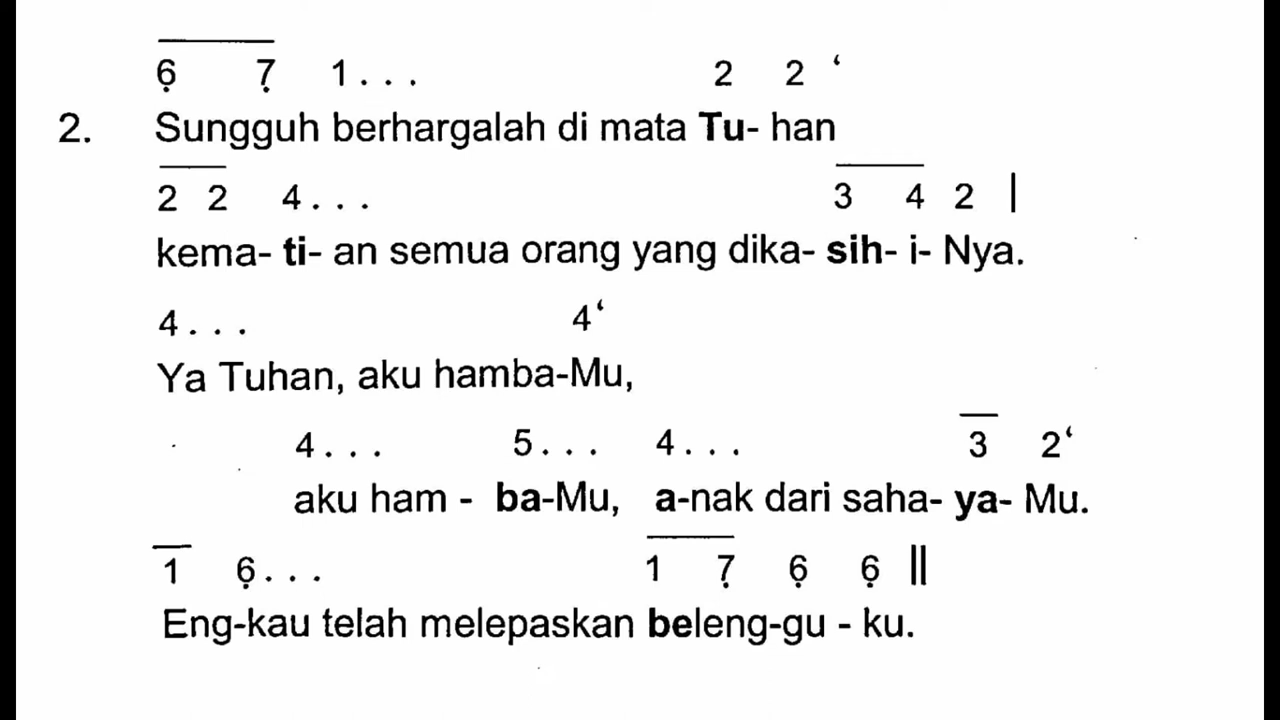 6̣ 7̣ 1 . . . 2 2 ‘
2. Sungguh berhargalah di mata Tu- han
2 2 4 . . . 3 4 2 |
kema- ti- an semua orang yang dika- sih- i- Nya.
4 . . . 4‘
Ya Tuhan, aku hamba-Mu,
4 . . . 5 . . . 4 . . . 3 2‘
aku ham - ba-Mu, a-nak dari saha- ya- Mu.
1 6̣ . . . 1 7̣ 6̣ 6̣ ||
Eng-kau telah melepaskan beleng-gu - ku.